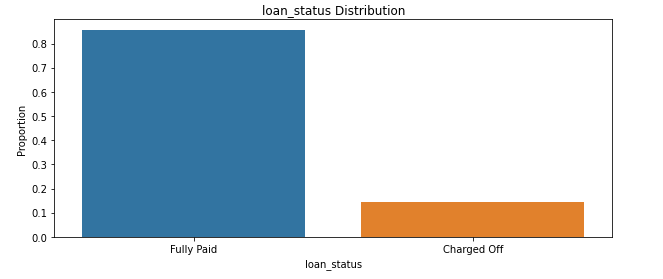 loan_status Distribution
0.8
0.7
0.6
0.5
0.4
0.3
0.2
0.1
0.0
Proportion
Fully Paid
Charged Off
loan_status